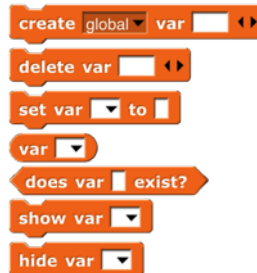 create global var
delete var
set var to
var
does var exist?
show var
hide var